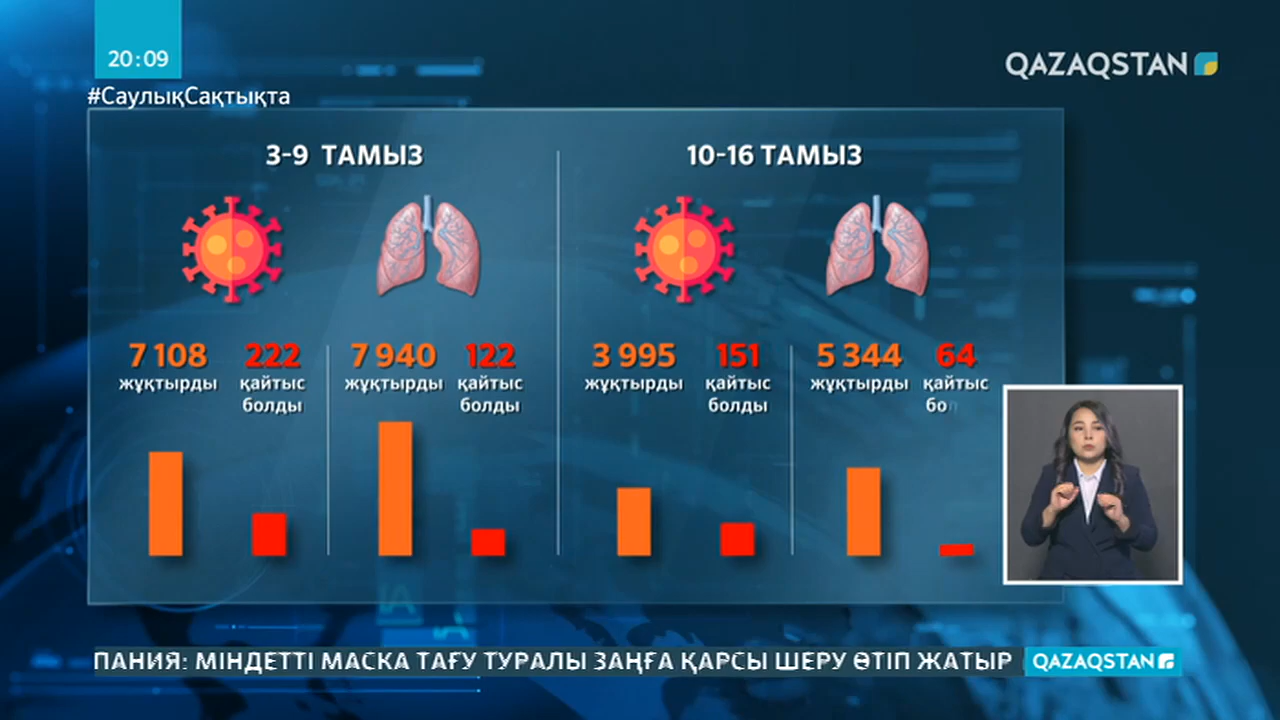 20:09
QAZAQSTAN
#СаулықСақтықта
3-9 ТАМЫЗ
10-16 ТАМЫЗ
7 108
жұқтырды
222
қайтыс
болды
7 940
жұқтырды
122
қайтыс
болды
3 995
жұқтырды
151
қайтыс
болды
5 344
жұқтырды
64
қайтыс
бо
ПАНИЯ: МІНДЕТТІ МАСКА ТАҒУ ТУРАЛЫ ЗАҢҒА ҚАРСЫ ШЕРУ ӨТІП ЖАТЫР
QAZAQSTAN